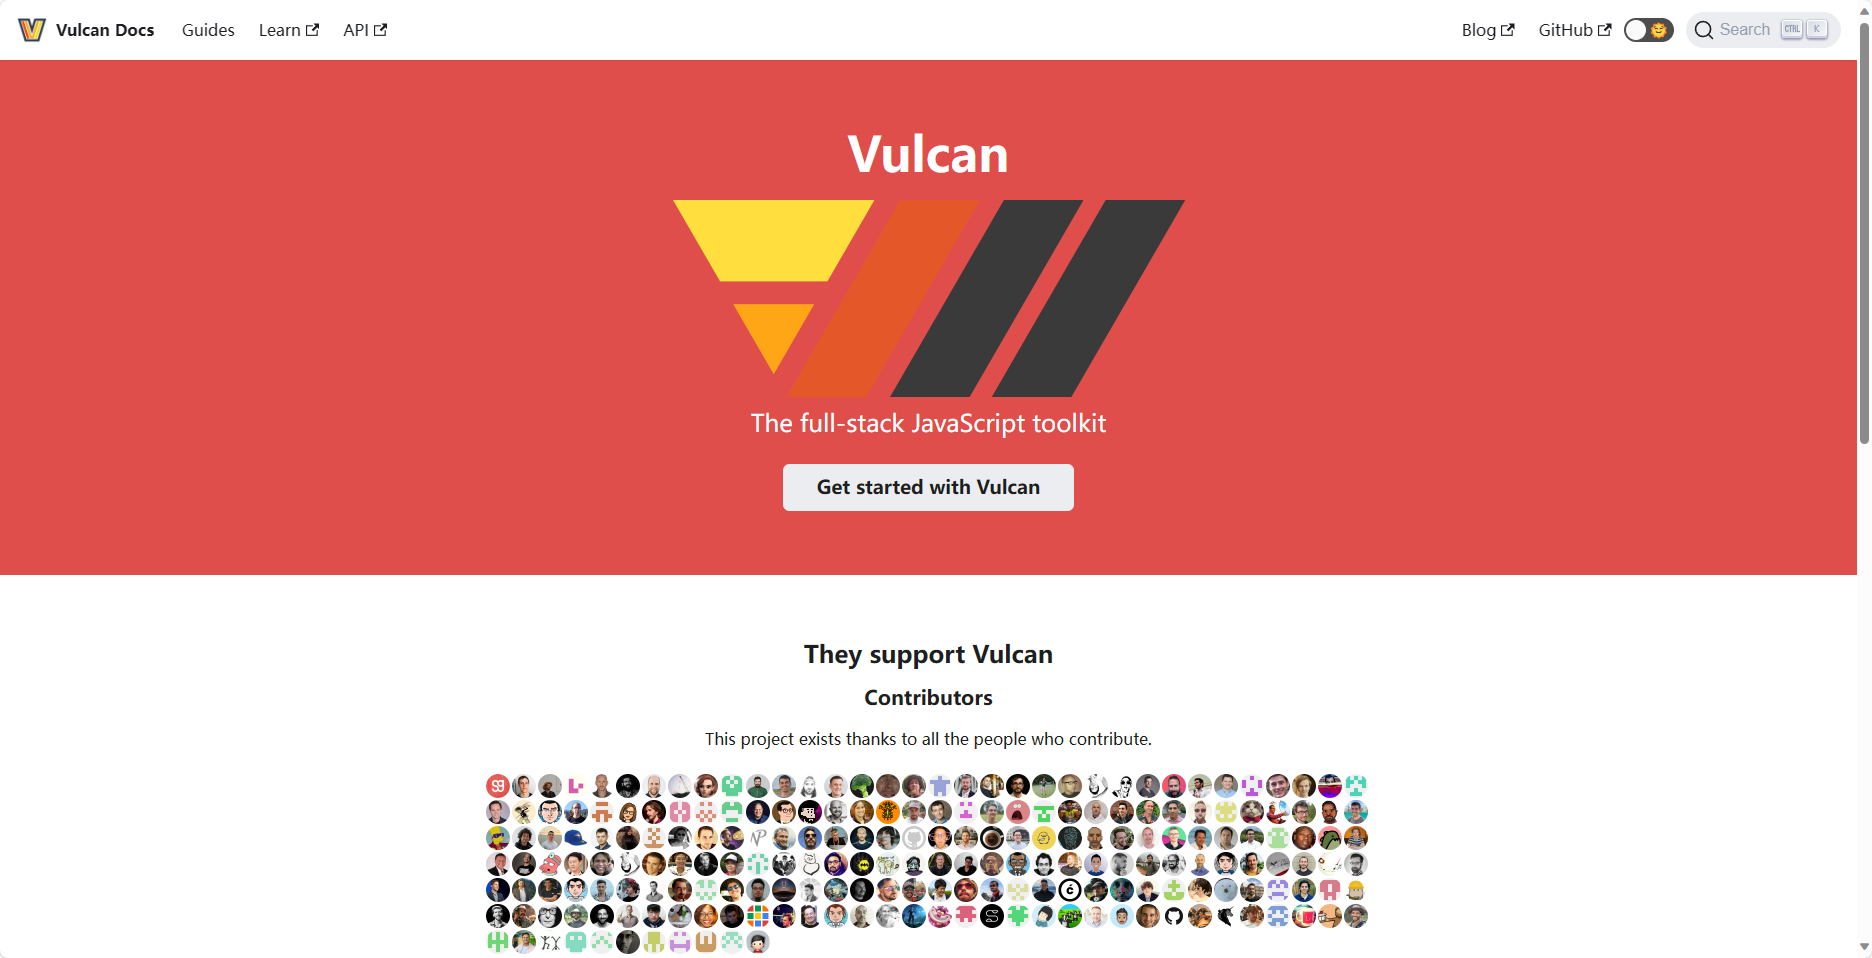 Vulcan Docs Guides Learn API Blog GitHub Search CTRL K
Vulcan
The full-stack JavaScript toolkit
Get started with Vulcan
They support Vulcan
Contributors
This project exists thanks to all the people who contribute.